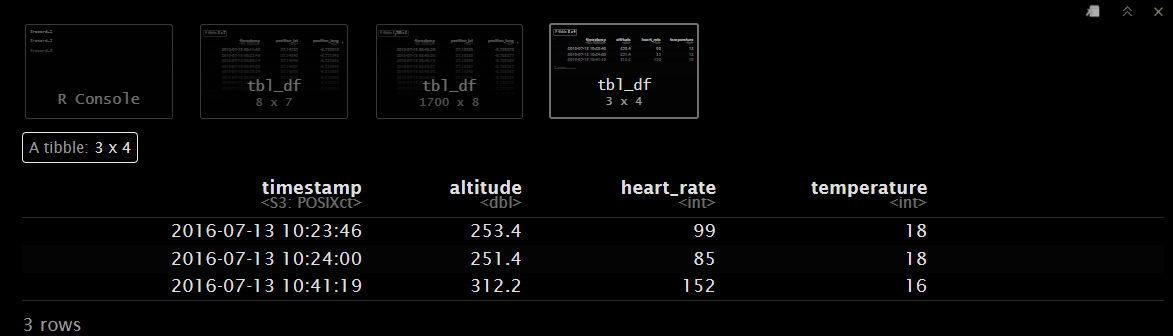 R Console
tbl_df
8 x 7
tbl_df
1700 x 8
tbl_df
3 x 4
A tibble: 3 x 4
timestamp altitude heart_rate temperature
<S3: POSIXct> <dbl> <int> <int>
2016-07-13 10:23:46 253.4 99 18
2016-07-13 10:24:00 251.4 85 18
2016-07-13 10:41:19 312.2 152 16
3 rows